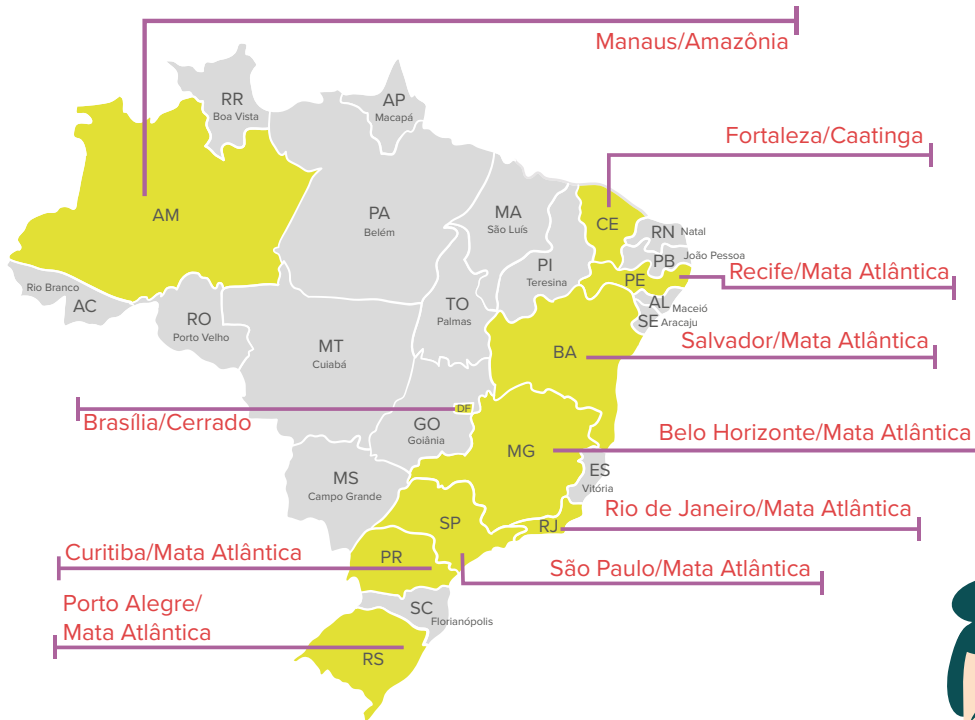 Manaus/Amazônia
RR
Boa Vista
AP
Macapá
Fortaleza/Caatinga
AM
PA
Belém
MA
São Luís
CE
RN Natal
PB João Pessoa
PI
Teresina
PE
Recife/Mata Atlântica
Rio Branco
AC
TO
Palmas
AL Maceió
SE Aracaju
RO
Porto Velho
MT
Cuiabá
BA
Salvador/Mata Atlântica
DF
Brasília/Cerrado
GO
Goiânia
Belo Horizonte/Mata Atlântica
MG
MS
Campo Grande
ES
Vitória
Rio de Janeiro/Mata Atlântica
SP
RJ
Curitiba/Mata Atlântica
PR
São Paulo/Mata Atlântica
Porto Alegre/
Mata Atlântica
SC
Florianópolis
RS